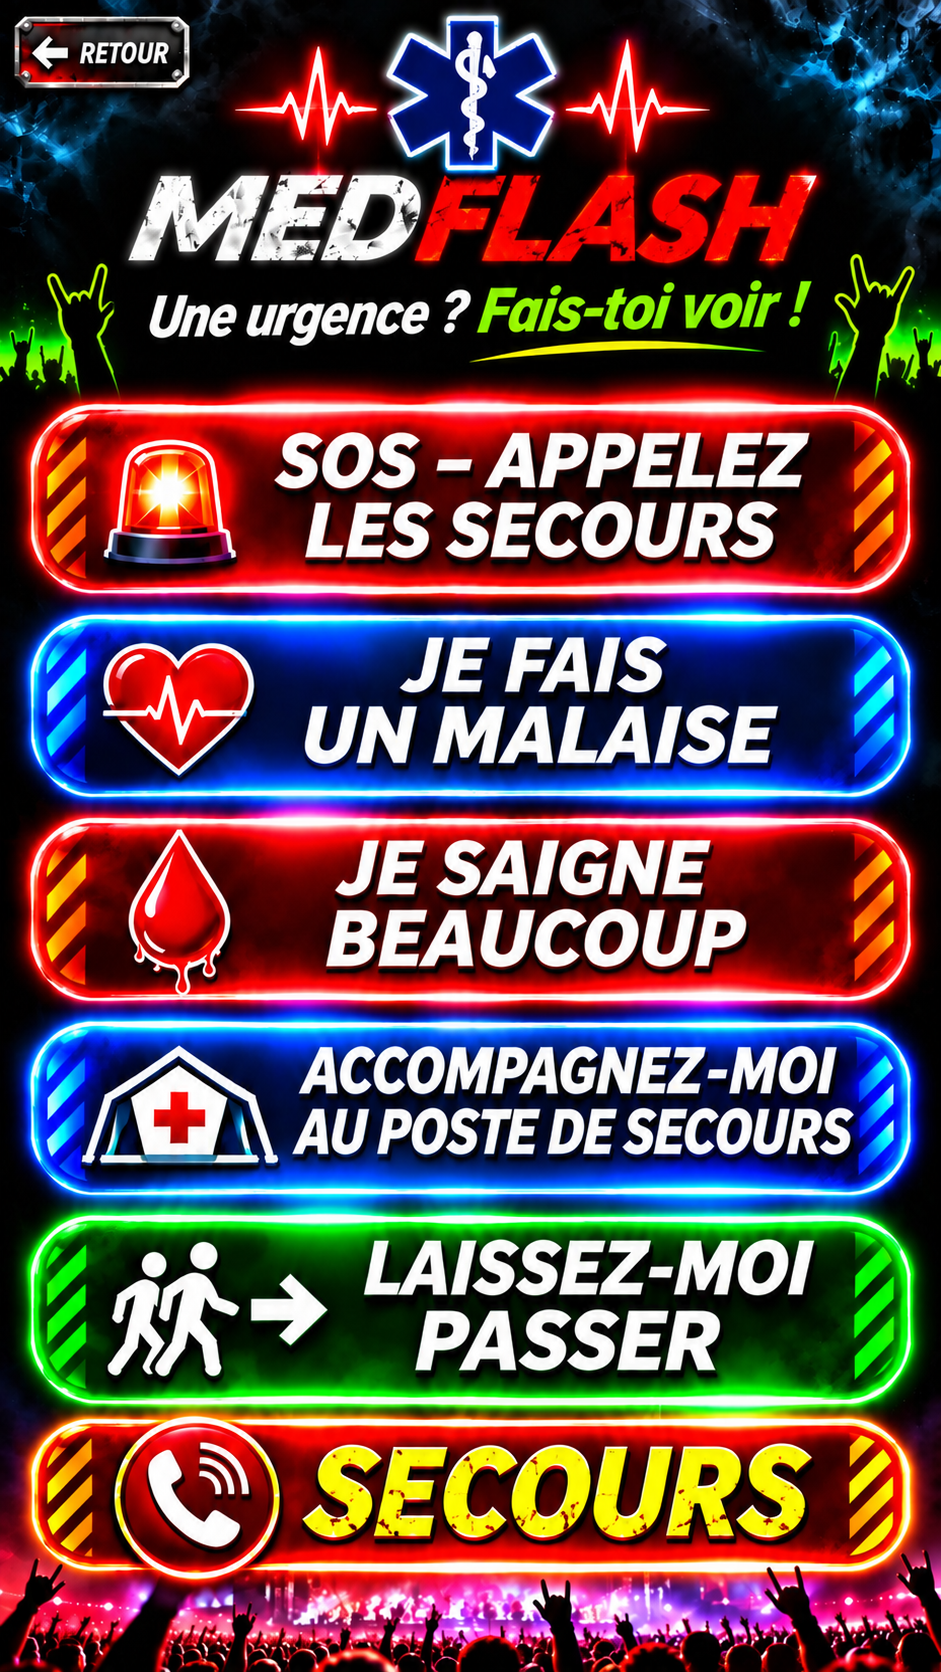 RETOUR
MEDFLASH
Une urgence ? Fais-toi voir !
SOS – APPELEZ
LES SECOURS
JE FAIS
UN MALAISE
JE SAIGNE
BEAUCOUP
ACCOMPAGNEZ-MOI
AU POSTE DE SECOURS
LAISSEZ-MOI
PASSER
SECOURS